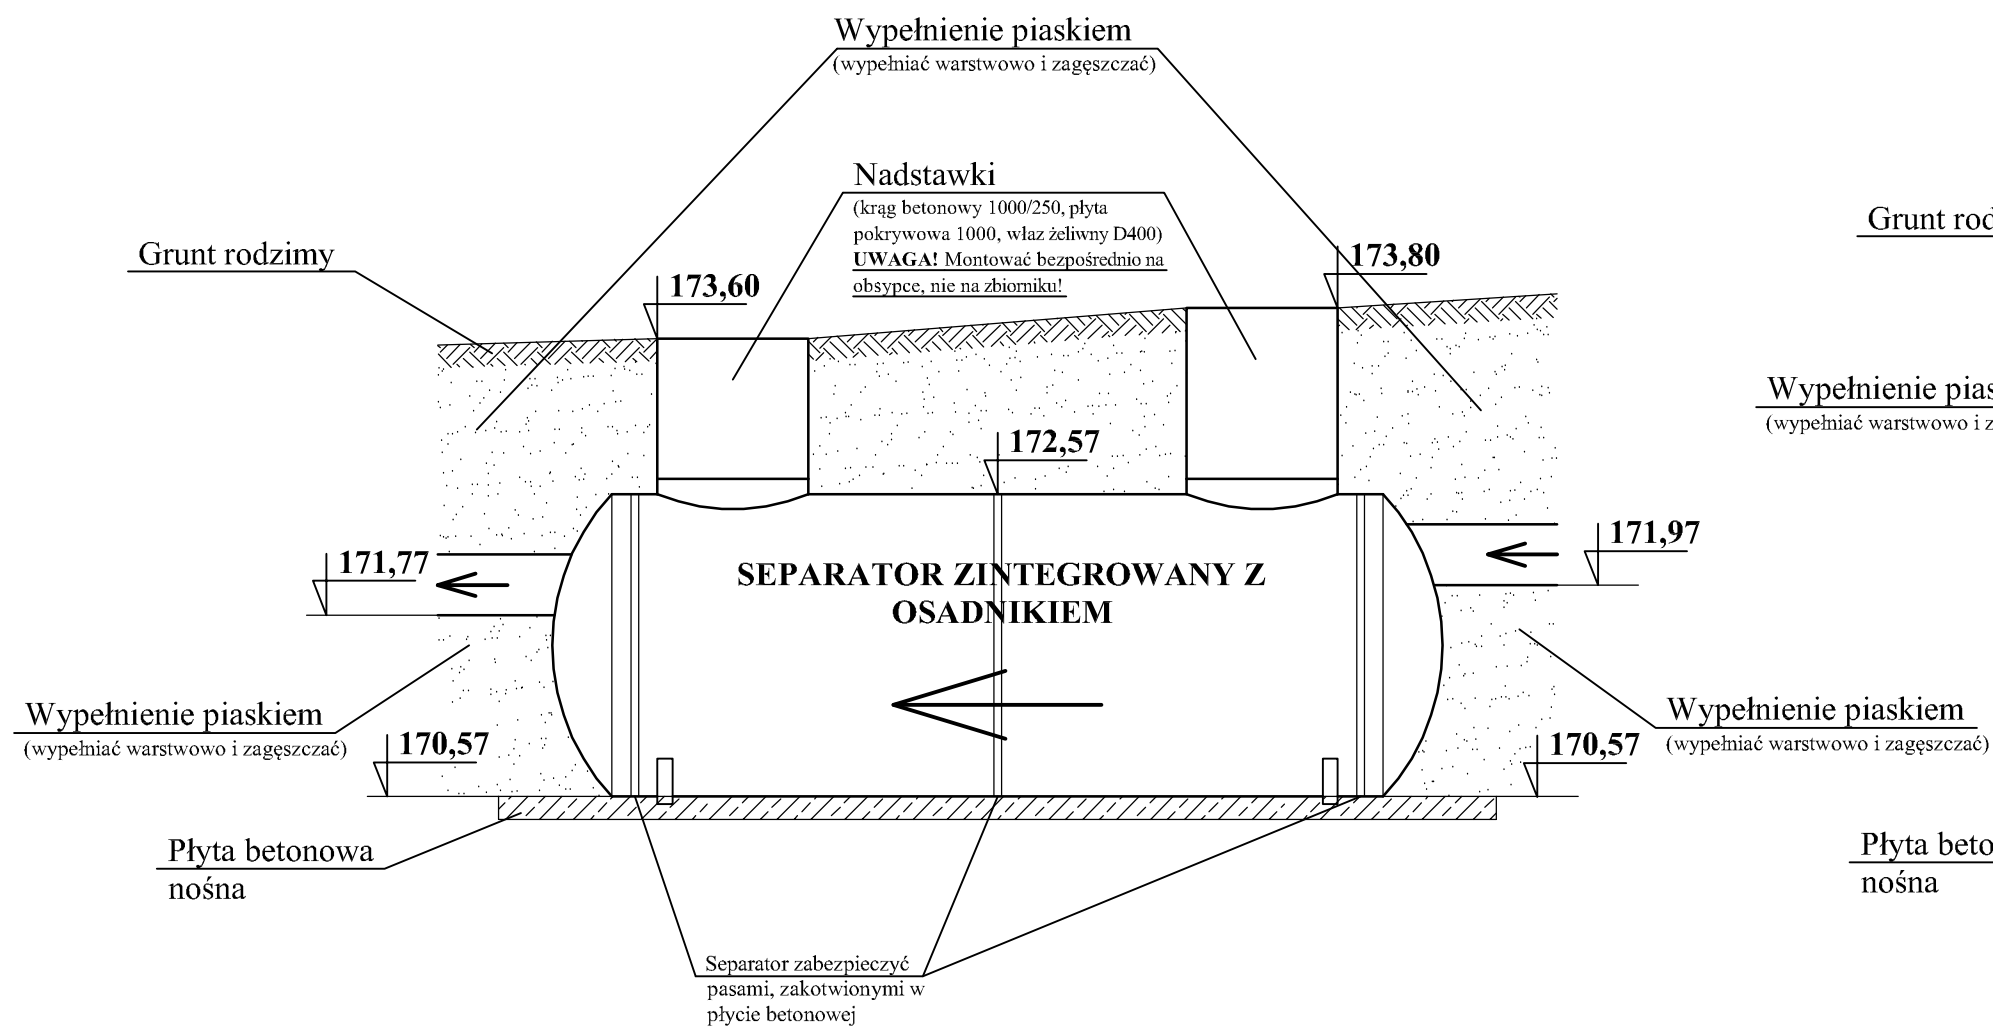 Wypełnienie piaskiem
(wypełniać warstwowo i zagęszczać)
Nadstawki
(krąg betonowy 1000/250, płyta
pokrywowa 1000, właz żeliwny D400)
UWAGA! Montować bezpośrednio na
obsypce, nie na zbiorniku!
Grunt rodzimy
Grunt rod
173,60
173,80
Wypełnienie pias
(wypełniać warstwowo i z
172,57
171,77
171,97
SEPARATOR ZINTEGROWANY Z
OSADNIKIEM
Wypełnienie piaskiem
(wypełniać warstwowo i zagęszczać)
170,57
170,57
Wypełnienie piaskiem
(wypełniać warstwowo i zagęszczać)
Płyta betonowa
nośna
Płyta beto
nośna
Separator zabezpieczyć
pasami, zakotwionymi w
płycie betonowej